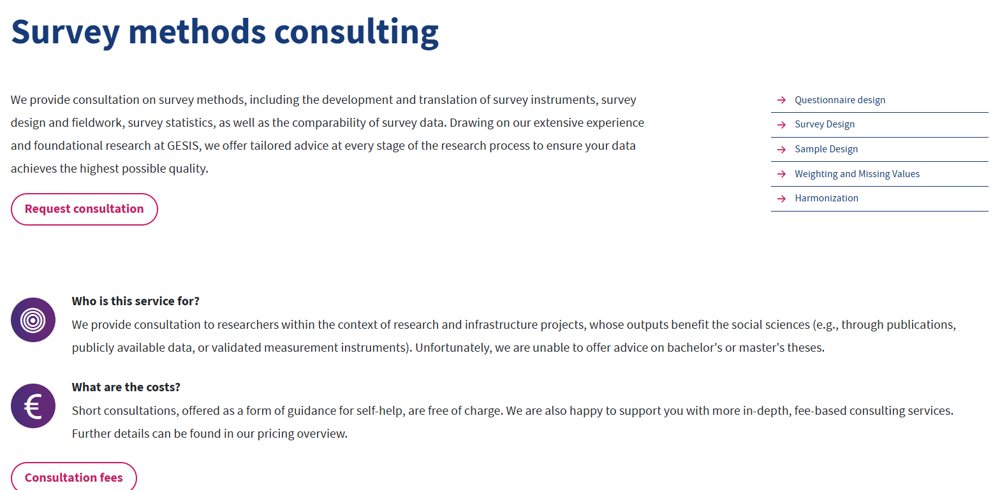 Survey methods consulting
We provide consultation on survey methods, including the development and translation of survey instruments, survey
design and fieldwork, survey statistics, as well as the comparability of survey data. Drawing on our extensive experience
and foundational research at GESIS, we offer tailored advice at every stage of the research process to ensure your data
achieves the highest possible quality.
Request consultation
Questionnaire design
Survey Design
Sample Design
Weighting and Missing Values
Harmonization
Who is this service for?
We provide consultation to researchers within the context of research and infrastructure projects, whose outputs benefit the social sciences (e.g., through publications,
publicly available data, or validated measurement instruments). Unfortunately, we are unable to offer advice on bachelor's or master's theses.
€
What are the costs?
Short consultations, offered as a form of guidance for self-help, are free of charge. We are also happy to support you with more in-depth, fee-based consulting services.
Further details can be found in our pricing overview.
Consultation fees